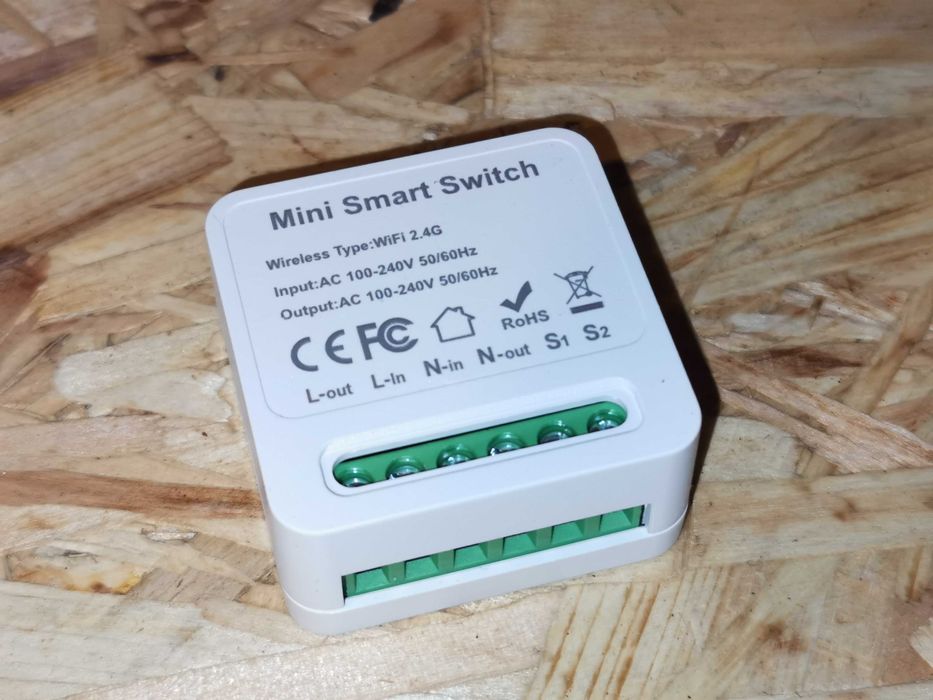 Mini Smart Switch
Wireless Type:WiFi 2.4G
Input:AC 100-240V 50/60Hz
Output:AC 100-240V 50/60Hz
CE FC RoHS
L-out L-In N-in N-out S1 S2